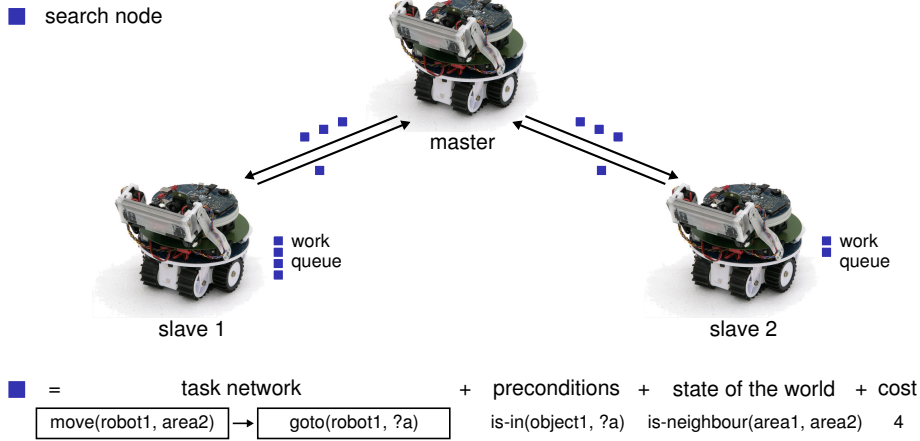 search node
master
work
queue
work
queue
slave 1
slave 2
= task network + preconditions + state of the world + cost
move(robot1, area2) goto(robot1, ?a) is-in(object1, ?a) is-neighbour(area1, area2) 4